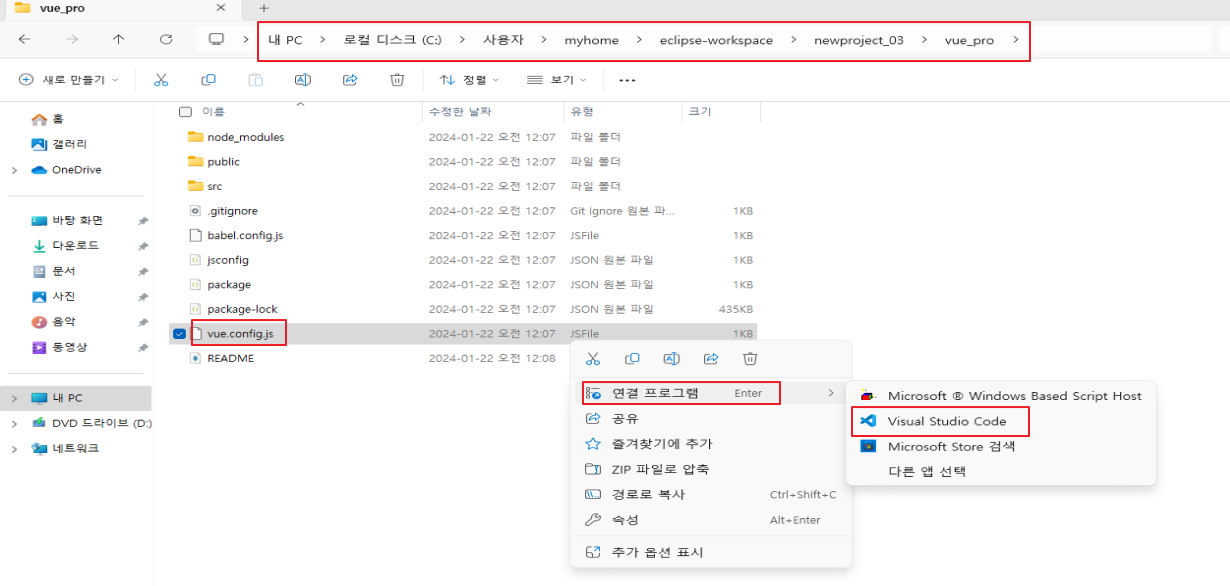 vue_pro
내 PC > 로컬 디스크 (C:) > 사용자 > myhome > eclipse-workspace > newproject_03 > vue_pro >
새로 만들기 정렬 보기 ...
이름 수정한 날짜 유형 크기
홈
갤러리
OneDrive
바탕 화면
다운로드
문서
사진
음악
동영상
내 PC
DVD 드라이브 (D:)
네트워크
node_modules 2024-01-22 오전 12:07 파일 폴더
public 2024-01-22 오전 12:07 파일 폴더
src 2024-01-22 오전 12:07 파일 폴더
.gitignore 2024-01-22 오전 12:07 Git Ignore 원본 파... 1KB
babel.config.js 2024-01-22 오전 12:07 JSFile 1KB
jsconfig 2024-01-22 오전 12:07 JSON 원본 파일 1KB
package 2024-01-22 오전 12:07 JSON 원본 파일 1KB
package-lock 2024-01-22 오전 12:07 JSON 원본 파일 435KB
vue.config.js 2024-01-22 오전 12:07 JSFile 1KB
README 2024-01-22 오전 12:08
연결 프로그램 Enter
공유
즐겨찾기에 추가
ZIP 파일로 압축
경로로 복사 Ctrl+Shift+C
속성 Alt+Enter
추가 옵션 표시
Microsoft ® Windows Based Script Host
Visual Studio Code
Microsoft Store 검색
다른 앱 선택